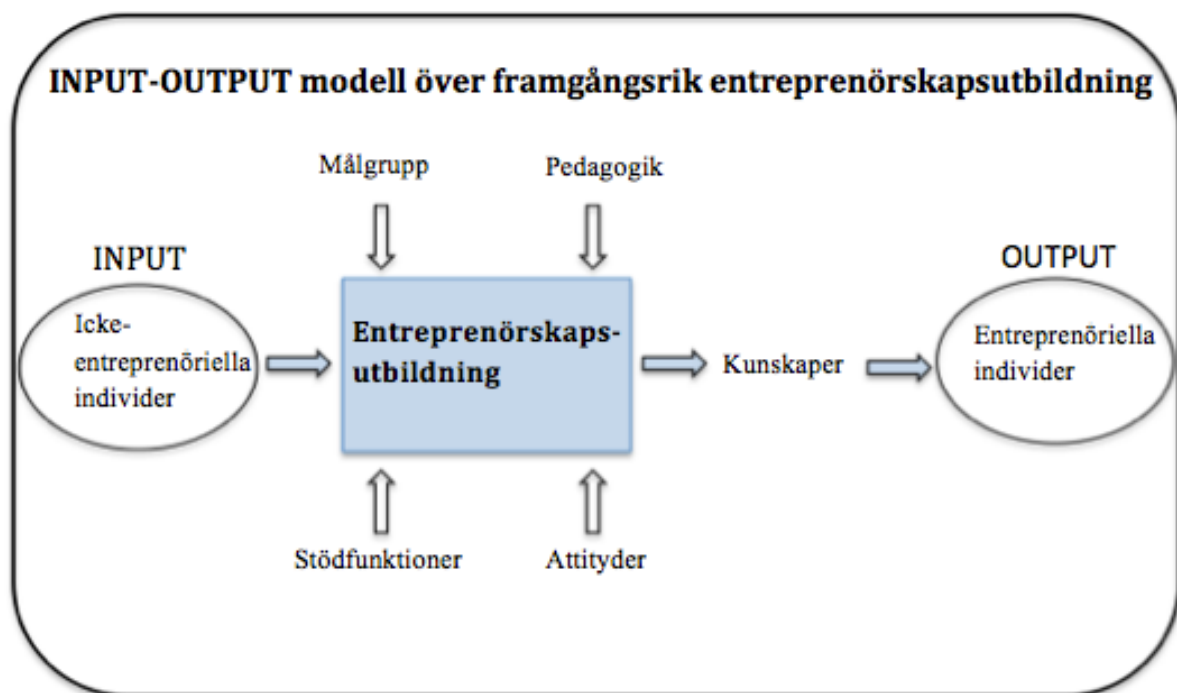 INPUT-OUTPUT modell över framgångsrik entreprenörskapsutbildning
Målgrupp
Pedagogik
INPUT
OUTPUT
Icke-
entreprenöriella
individer
Entreprenörskaps-
utbildning
Kunskaper
Entreprenöriella
individer
Stödfunktioner
Attityder